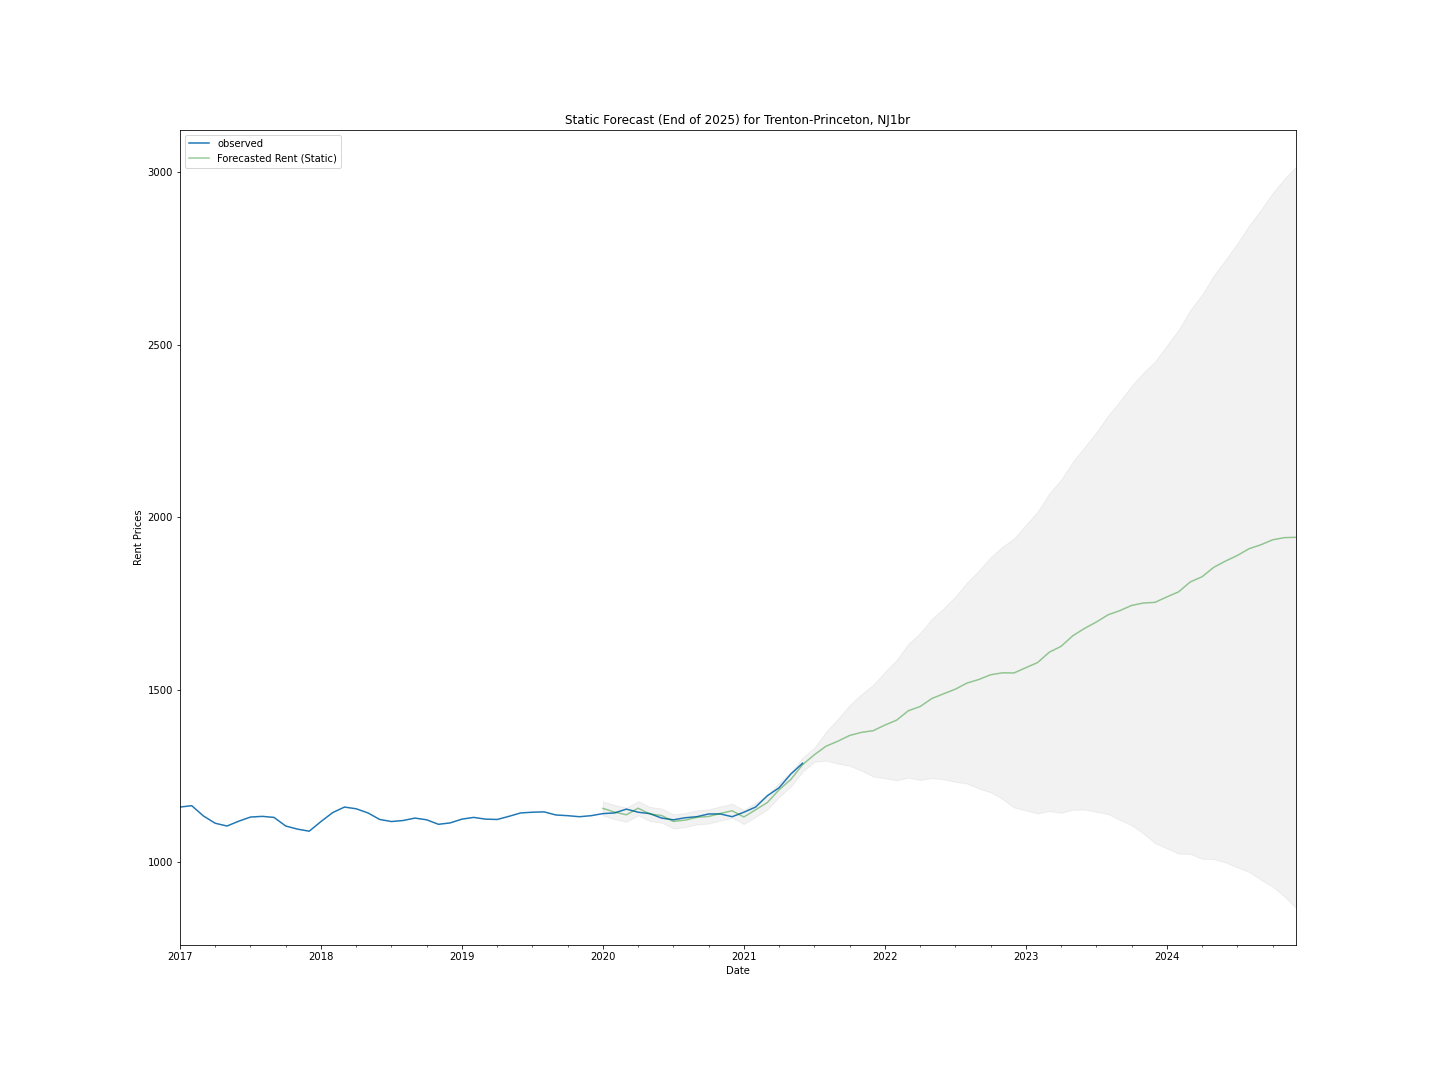 Static Forecast (End of 2025) for Trenton-Princeton, NJ1br
observed
Forecasted Rent (Static)
3000
2500
2000
1500
1000
Rent Prices
2017 2018 2019 2020 2021 2022 2023 2024
Date